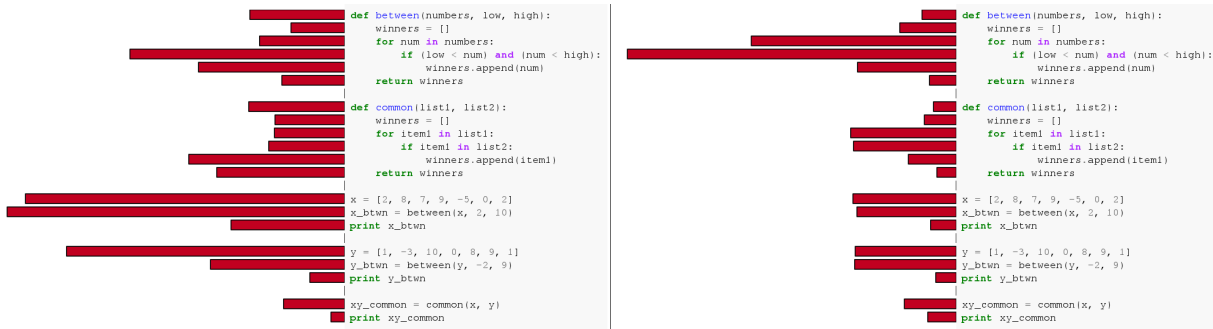 def between(numbers, low, high):
    winners = []
    for num in numbers:
        if (low < num) and (num < high):
            winners.append(num)
    return winners
def common(list1, list2):
    winners = []
    for item1 in list1:
        if item1 in list2:
            winners.append(item1)
    return winners
x = [2, 8, 7, 9, -5, 0, 2]
x_btwn = between(x, 2, 10)
print x_btwn
y = [1, -3, 10, 0, 8, 9, 1]
y_btwn = between(y, -2, 9)
print y_btwn
xy_common = common(x, y)
print xy_common
def between(numbers, low, high):
    winners = []
    for num in numbers:
        if (low < num) and (num < high):
            winners.append(num)
    return winners
def common(list1, list2):
    winners = []
    for item1 in list1:
        if item1 in list2:
            winners.append(item1)
    return winners
x = [2, 8, 7, 9, -5, 0, 2]
x_btwn = between(x, 2, 10)
print x_btwn
y = [1, -3, 10, 0, 8, 9, 1]
y_btwn = between(y, -2, 9)
print y_btwn
xy_common = common(x, y)
print xy_common